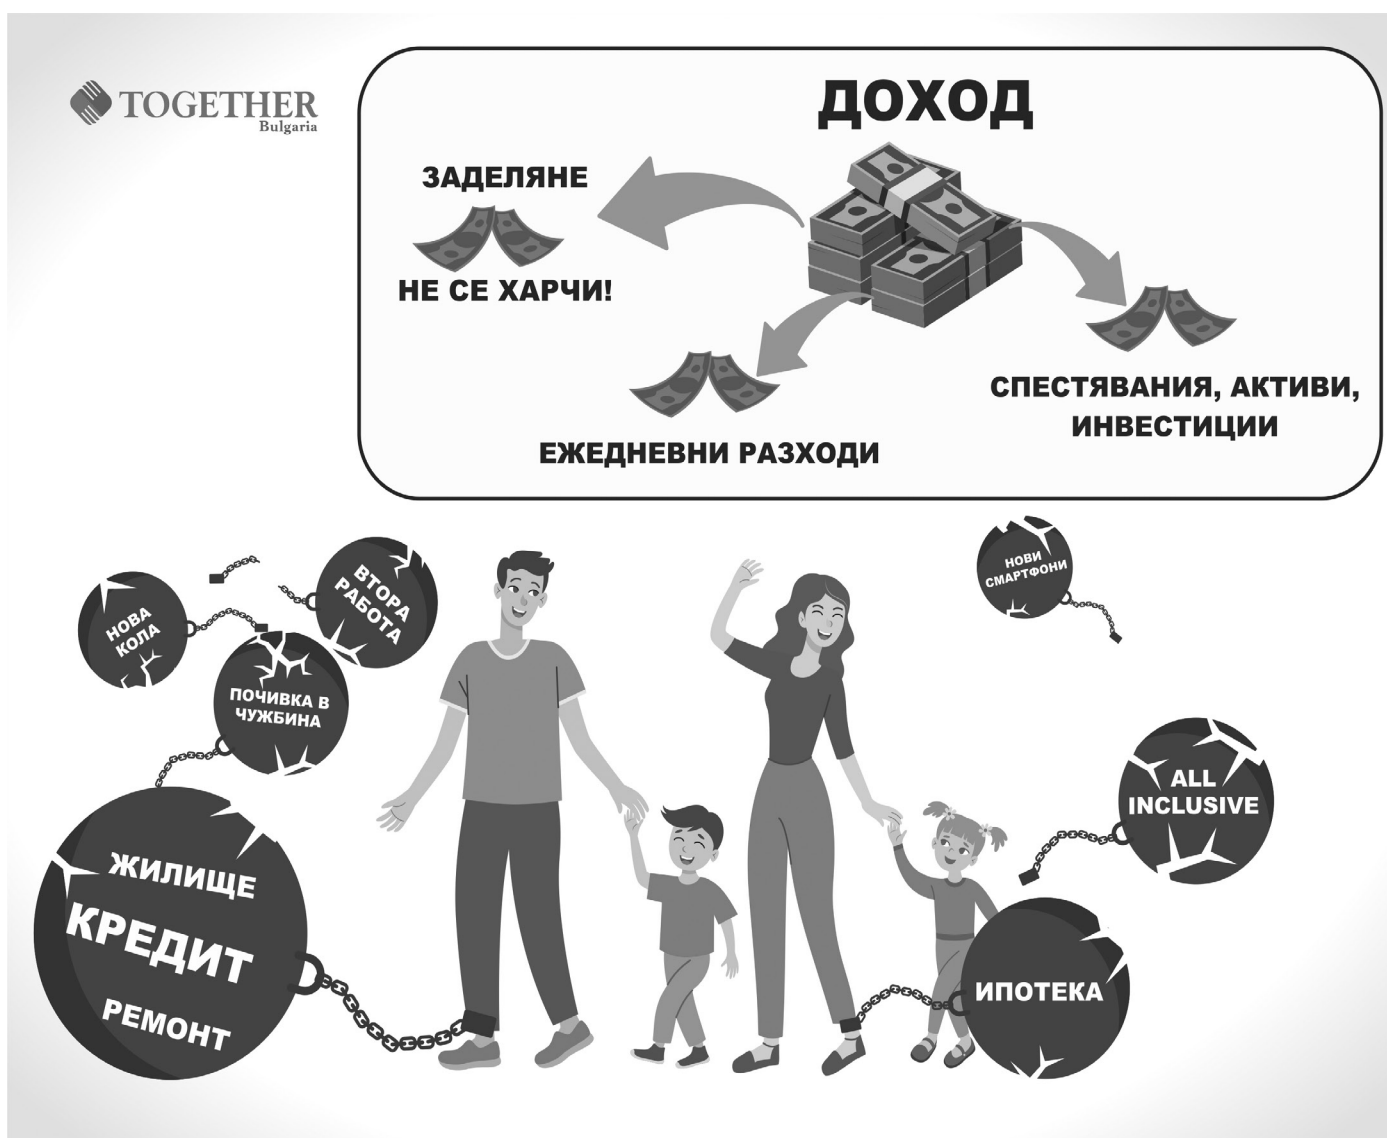 TOGETHER
Bulgaria
ДОХОД
ЗАДЕЛЯНЕ
НЕ СЕ ХАРЧИ!
СПЕСТЯВАНИЯ, АКТИВИ,
ИНВЕСТИЦИИ
ЕЖЕДНЕВНИ РАЗХОДИ
НОВА
КОЛА
ВТОРА
РАБОТА
ПОЧИВКА В
ЧУЖБИНА
НОВИ
СМАРТФОНИ
ALL
INCLUSIVE
ЖИЛИЩЕ
КРЕДИТ
РЕМОНТ
ИПОТЕКА